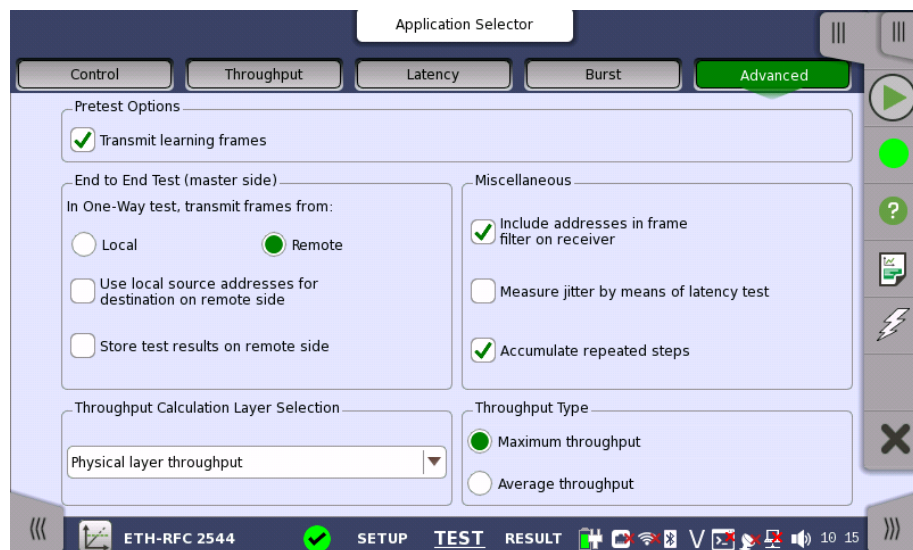 Application Selector
Control Throughput Latency Burst Advanced
Pretest Options
Transmit learning frames
End to End Test (master side)
In One-Way test, transmit frames from:
Local Remote
Use local source addresses for
destination on remote side
Store test results on remote side
Miscellaneous
Include addresses in frame
filter on receiver
Measure jitter by means of latency test
Accumulate repeated steps
Throughput Calculation Layer Selection
Physical layer throughput
Throughput Type
Maximum throughput
Average throughput
ETH-RFC 2544 SETUP TEST RESULT V 10 15